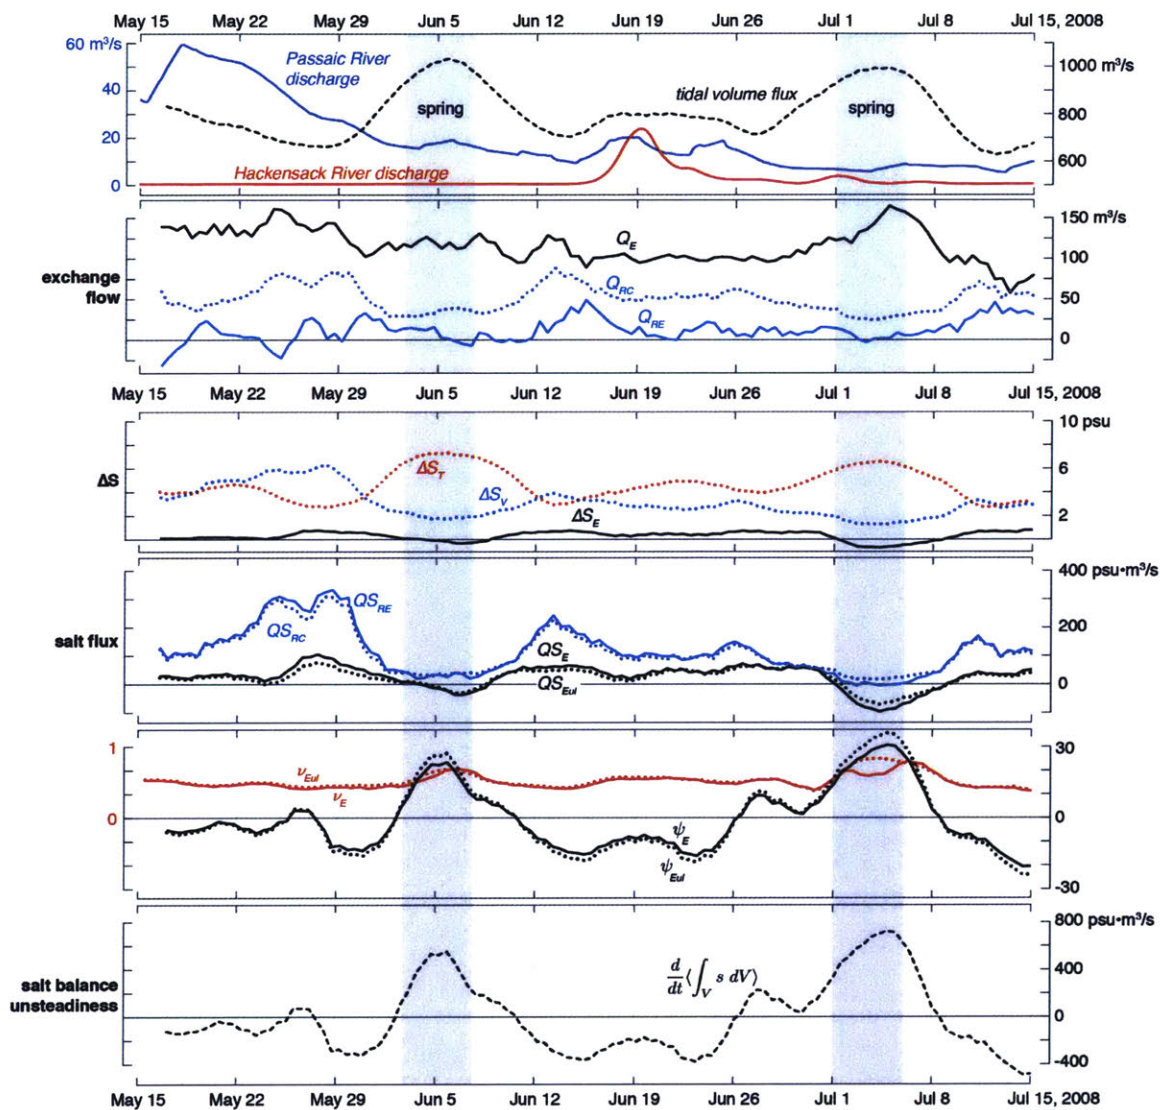 May 15 May 22 May 29 Jun 5 Jun 12 Jun 19 Jun 26 Jul 1 Jul 8 Jul 15, 2008
60 m³/s
40
20
0
Passaic River
discharge
spring
tidal volume flux
spring
Hackensack River discharge
1000 m³/s
800
600
exchange
flow
Q_E
Q_RC
Q_RE
150 m³/s
100
50
0
May 15 May 22 May 29 Jun 5 Jun 12 Jun 19 Jun 26 Jul 1 Jul 8 Jul 15, 2008
ΔS
ΔS_T
ΔS_V
ΔS_E
10 psu
6
2
salt flux
QS_RE
QS_RC
QS_E
QS_Eul
400 psu•m³/s
200
0
1
0
ν_Eul
ν_E
ψ_E
ψ_Eul
30
0
-30
salt balance
unsteadiness
d/dt⟨∫_V s dV⟩
800 psu•m³/s
400
0
-400
May 15 May 22 May 29 Jun 5 Jun 12 Jun 19 Jun 26 Jul 1 Jul 8 Jul 15, 2008